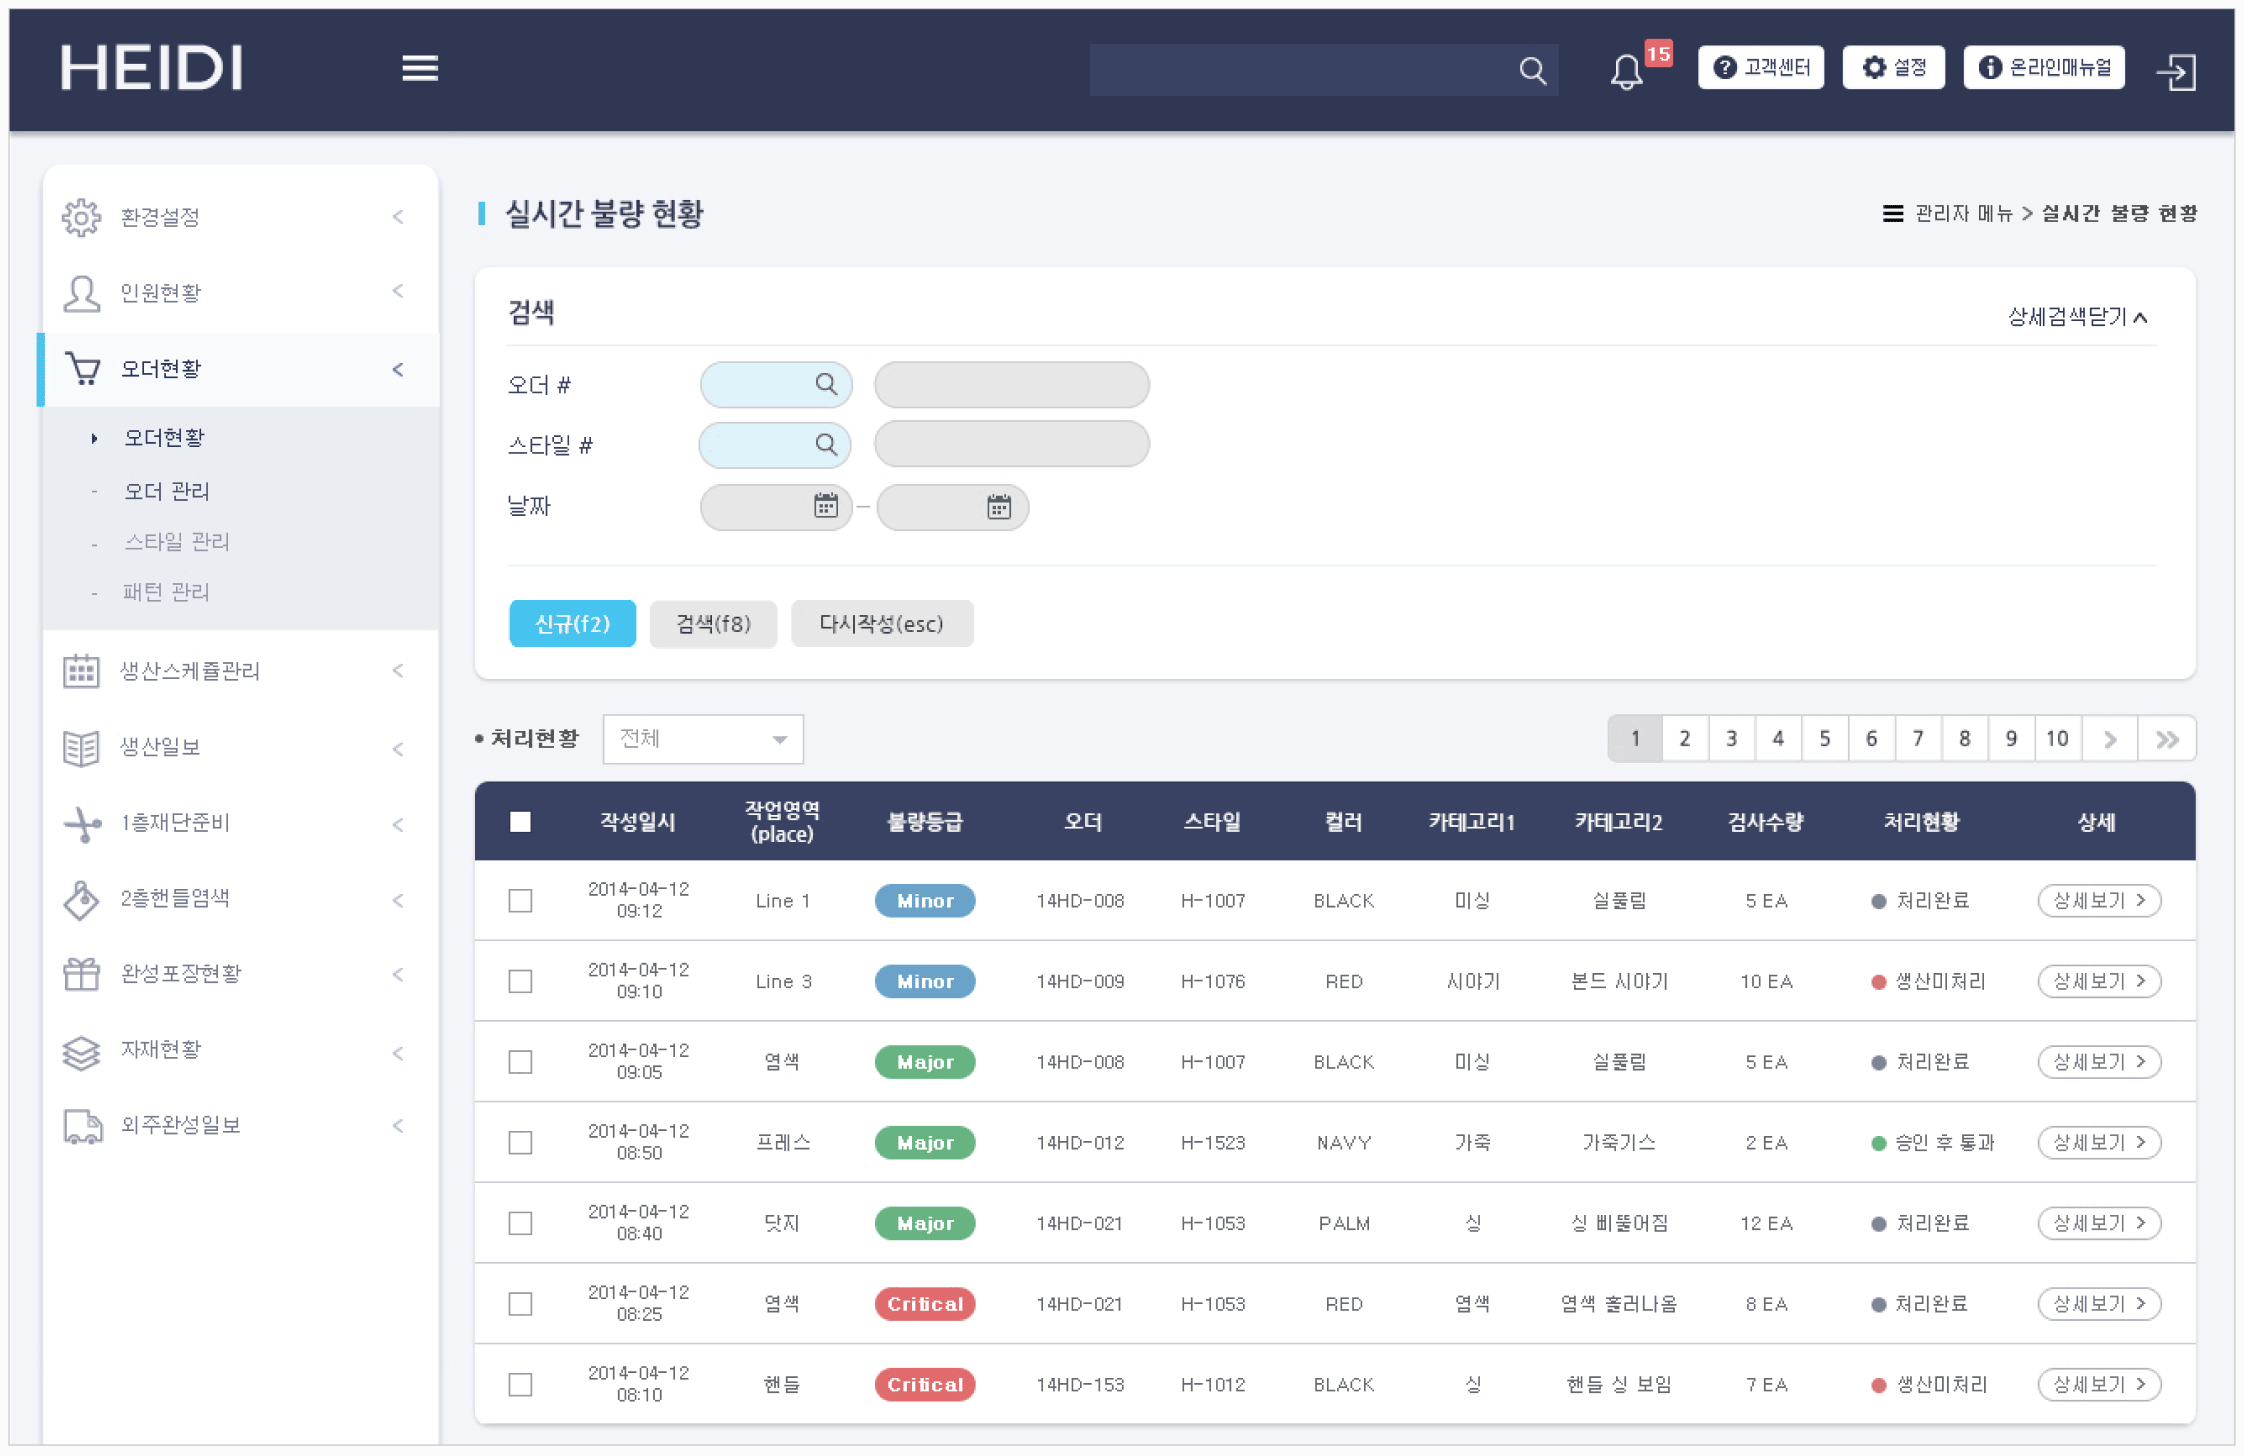 HEIDI
15
고객센터
설정
온라인매뉴얼
환경설정
인원현황
오더현황
오더현황
- 오더 관리
- 스타일 관리
- 패턴 관리
생산스케쥴관리
생산일보
1층재단준비
2층핸들염색
완성포장현황
자재현황
외주완성일보
실시간 불량 현황
관리자 메뉴 > 실시간 불량 현황
검색
상세검색닫기
오더 #
스타일 #
날짜
–
신규(f2) 검색(f8) 다시작성(esc)
• 처리현황 전체
1 2 3 4 5 6 7 8 9 10 > >>
작성일시 작업영역(place) 불량등급 오더 스타일 컬러 카테고리1 카테고리2 검사수량 처리현황 상세
2014-04-12 09:12 Line 1 Minor 14HD-008 H-1007 BLACK 미싱 실풀림 5 EA 처리완료 상세보기 >
2014-04-12 09:10 Line 3 Minor 14HD-009 H-1076 RED 시야기 본드 시야기 10 EA 생산미처리 상세보기 >
2014-04-12 09:05 염색 Major 14HD-008 H-1007 BLACK 미싱 실풀림 5 EA 처리완료 상세보기 >
2014-04-12 08:50 프레스 Major 14HD-012 H-1523 NAVY 가죽 가죽기스 2 EA 승인 후 통과 상세보기 >
2014-04-12 08:40 닷지 Major 14HD-021 H-1053 PALM 싱 싱 삐뚤어짐 12 EA 처리완료 상세보기 >
2014-04-12 08:25 염색 Critical 14HD-021 H-1053 RED 염색 염색 흘러나옴 8 EA 처리완료 상세보기 >
2014-04-12 08:10 핸들 Critical 14HD-153 H-1012 BLACK 싱 핸들 싱 보임 7 EA 생산미처리 상세보기 >